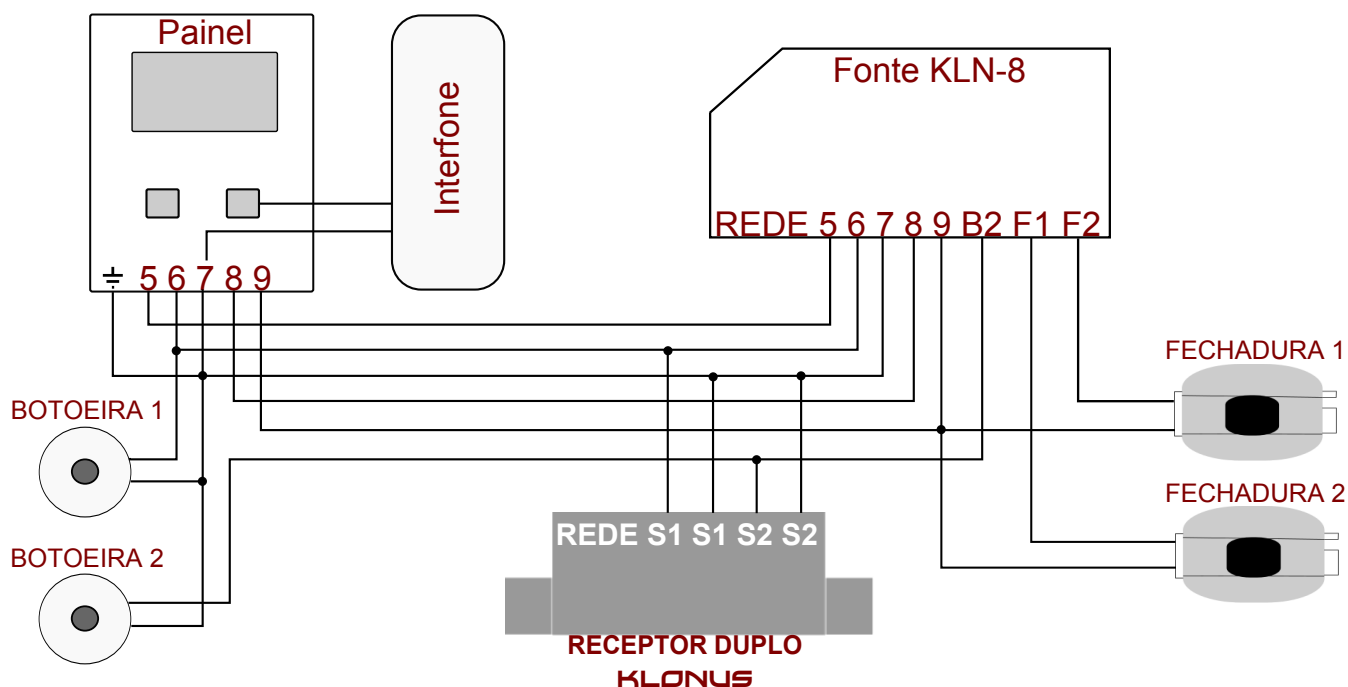 Painel
Interfone
Fonte KLN-8
REDE 5 6 7 8 9 B2 F1 F2
5 6 7 8 9
FECHADURA 1
BOTOEIRA 1
FECHADURA 2
BOTOEIRA 2
REDE S1 S1 S2 S2
RECEPTOR DUPLO
KLONUS